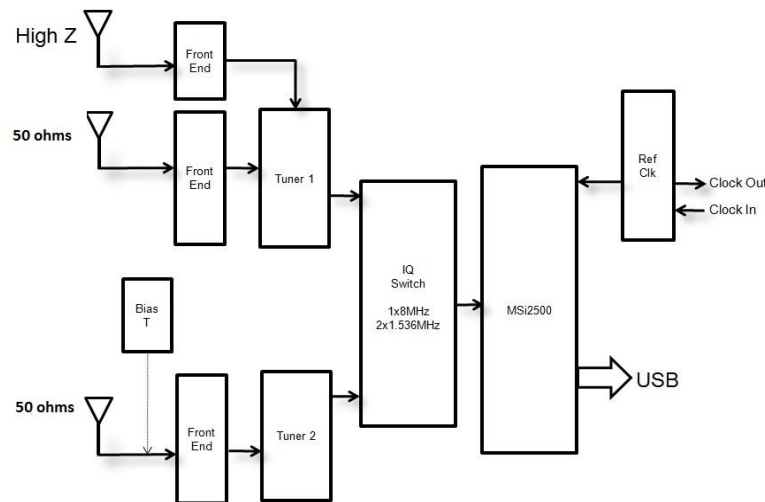 High Z
Front
End
50 ohms
Front
End
Tuner 1
Ref
Clk
Clock Out
Clock In
IQ
Switch
1x8MHz
2x1.536MHz
MSi2500
Bias
T
USB
50 ohms
Front
End
Tuner 2